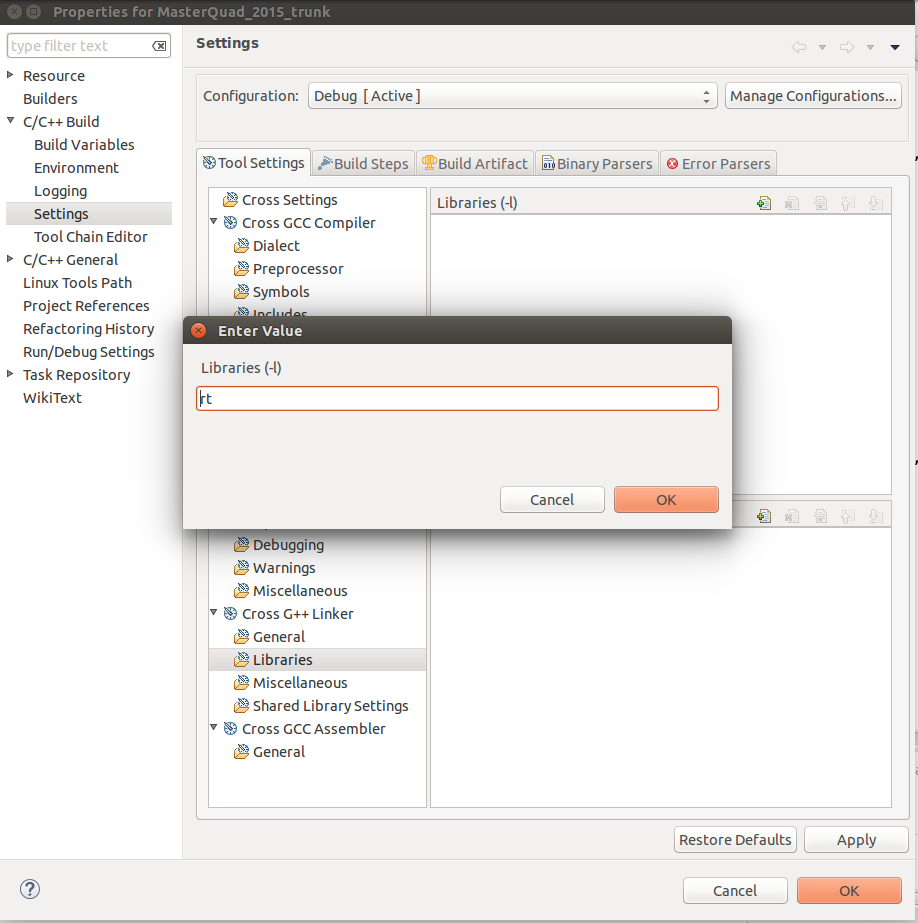 Properties for MasterQuad_2015_trunk
type filter text
Resource
Builders
C/C++ Build
Build Variables
Environment
Logging
Settings
Tool Chain Editor
C/C++ General
Linux Tools Path
Project References
Refactoring History
Run/Debug Settings
Task Repository
WikiText
Settings
Configuration: Debug [ Active ] Manage Configurations...
Tool Settings Build Steps Build Artifact Binary Parsers Error Parsers
Cross Settings
Cross GCC Compiler
Dialect
Preprocessor
Symbols
Includes
Libraries (-l)
Enter Value
Libraries (-l)
rt
Cancel OK
Debugging
Warnings
Miscellaneous
Cross G++ Linker
General
Libraries
Miscellaneous
Shared Library Settings
Cross GCC Assembler
General
Restore Defaults Apply
? Cancel OK